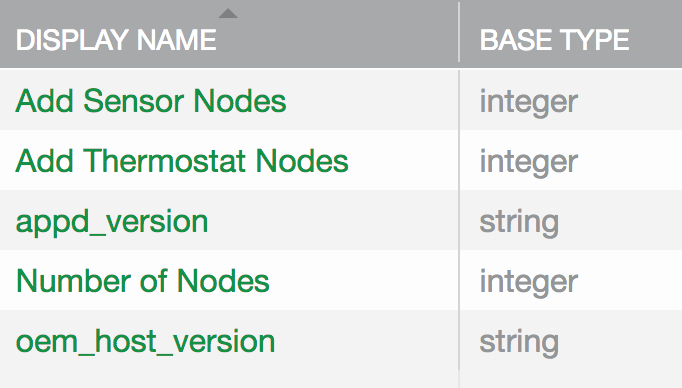 DISPLAY NAME BASE TYPE
Add Sensor Nodes integer
Add Thermostat Nodes integer
appd_version string
Number of Nodes integer
oem_host_version string